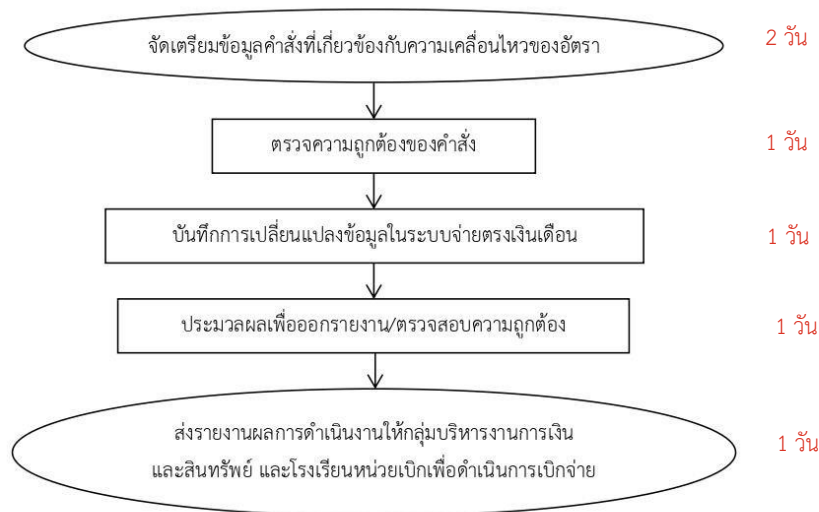 จัดเตรียมข้อมูลคำสั่งที่เกี่ยวข้องกับความเคลื่อนไหวของอัตรา
2 วัน
ตรวจความถูกต้องของคำสั่ง
1 วัน
บันทึกการเปลี่ยนแปลงข้อมูลในระบบจ่ายตรงเงินเดือน
1 วัน
ประมวลผลเพื่อออกรายงาน/ตรวจสอบความถูกต้อง
1 วัน
ส่งรายงานผลการดำเนินงานให้กลุ่มบริหารงานการเงิน
และสินทรัพย์ และโรงเรียนหน่วยเบิกเพื่อดำเนินการเบิกจ่าย
1 วัน